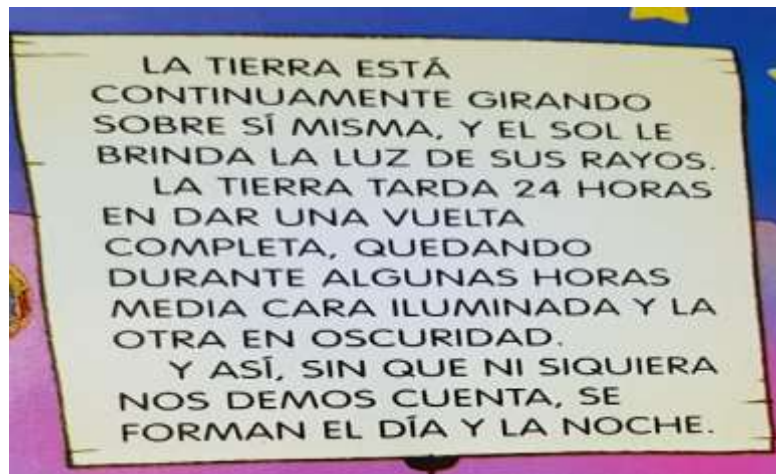 LA TIERRA ESTÁ
CONTINUAMENTE GIRANDO
SOBRE SÍ MISMA, Y EL SOL LE
BRINDA LA LUZ DE SUS RAYOS.
LA TIERRA TARDA 24 HORAS
EN DAR UNA VUELTA
COMPLETA, QUEDANDO
DURANTE ALGUNAS HORAS
MEDIA CARA ILUMINADA Y LA
OTRA EN OSCURIDAD.
Y ASÍ, SIN QUE NI SIQUIERA
NOS DEMOS CUENTA, SE
FORMAN EL DÍA Y LA NOCHE.